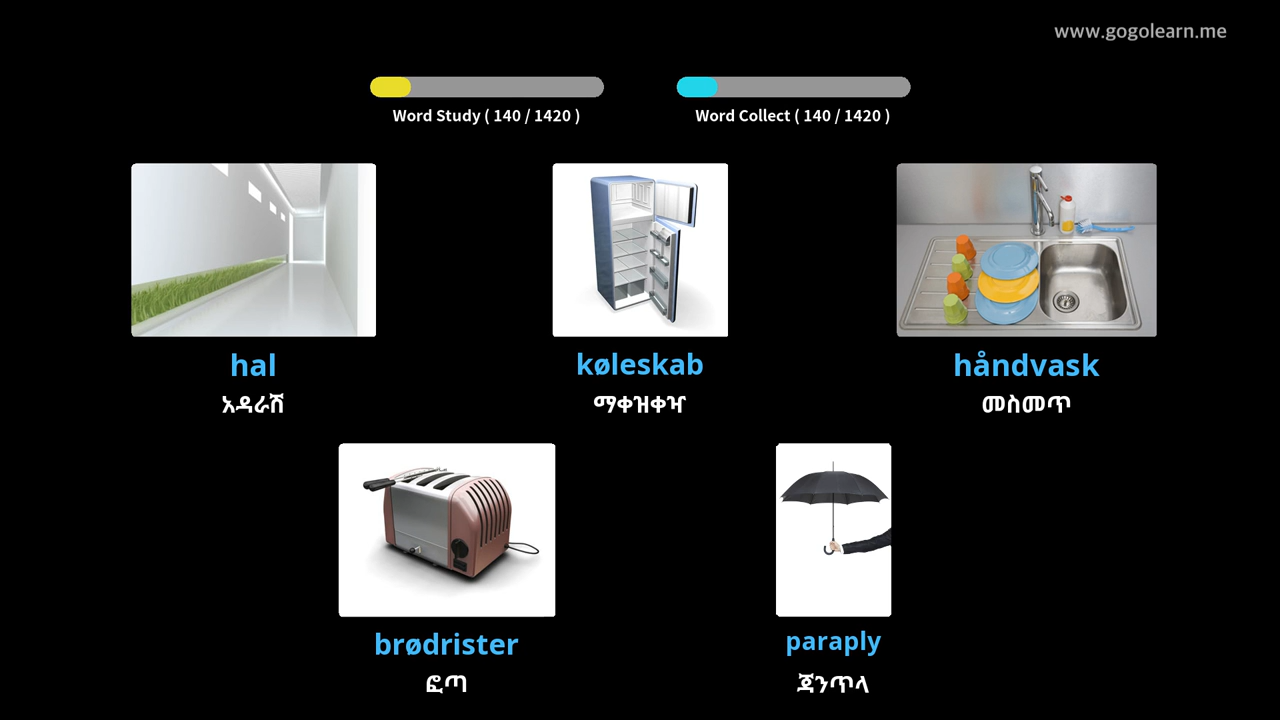 www.gogolearn.me
Word Study ( 140 / 1420 )
Word Collect ( 140 / 1420 )
hal
አዳራሽ
køleskab
ማቀዝቀዣ
håndvask
መስመጥ
brødrister
ፎጣ
paraply
ጃንጥላ